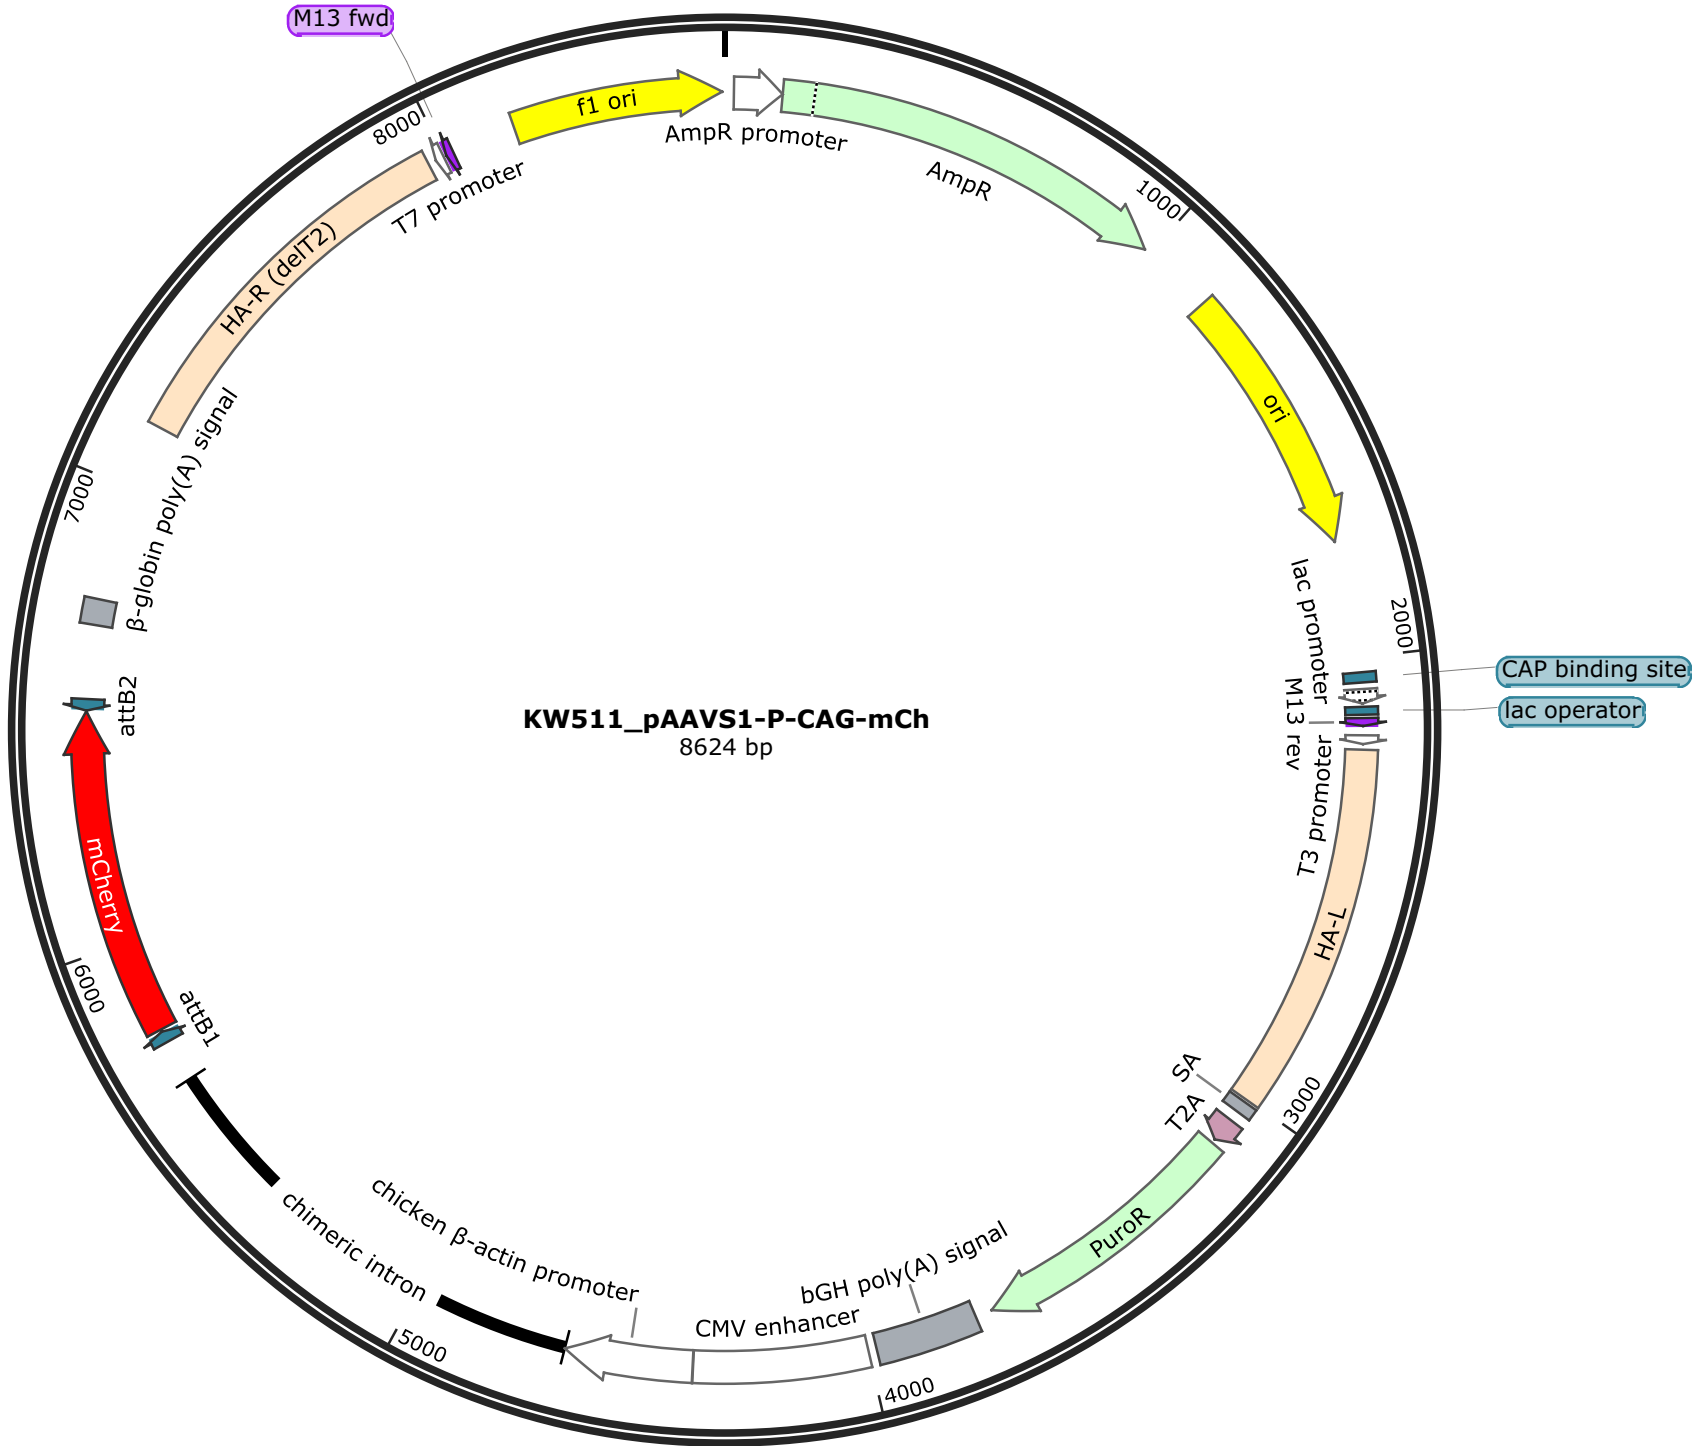 M13 fwd
8000
f1 ori
AmpR promoter
AmpR
1000
T7 promoter
HA-R (delT2)
ori
7000
β-globin poly(A) signal
lac promoter
2000
CAP binding site
lac operator
M13 rev
T3 promoter
attB2
KW511_pAAVS1-P-CAG-mCh
8624 bp
mCherry
HA-L
6000
attB1
SA
T2A
3000
PuroR
chicken β-actin promoter
chimeric intron
bGH poly(A) signal
CMV enhancer
5000
4000